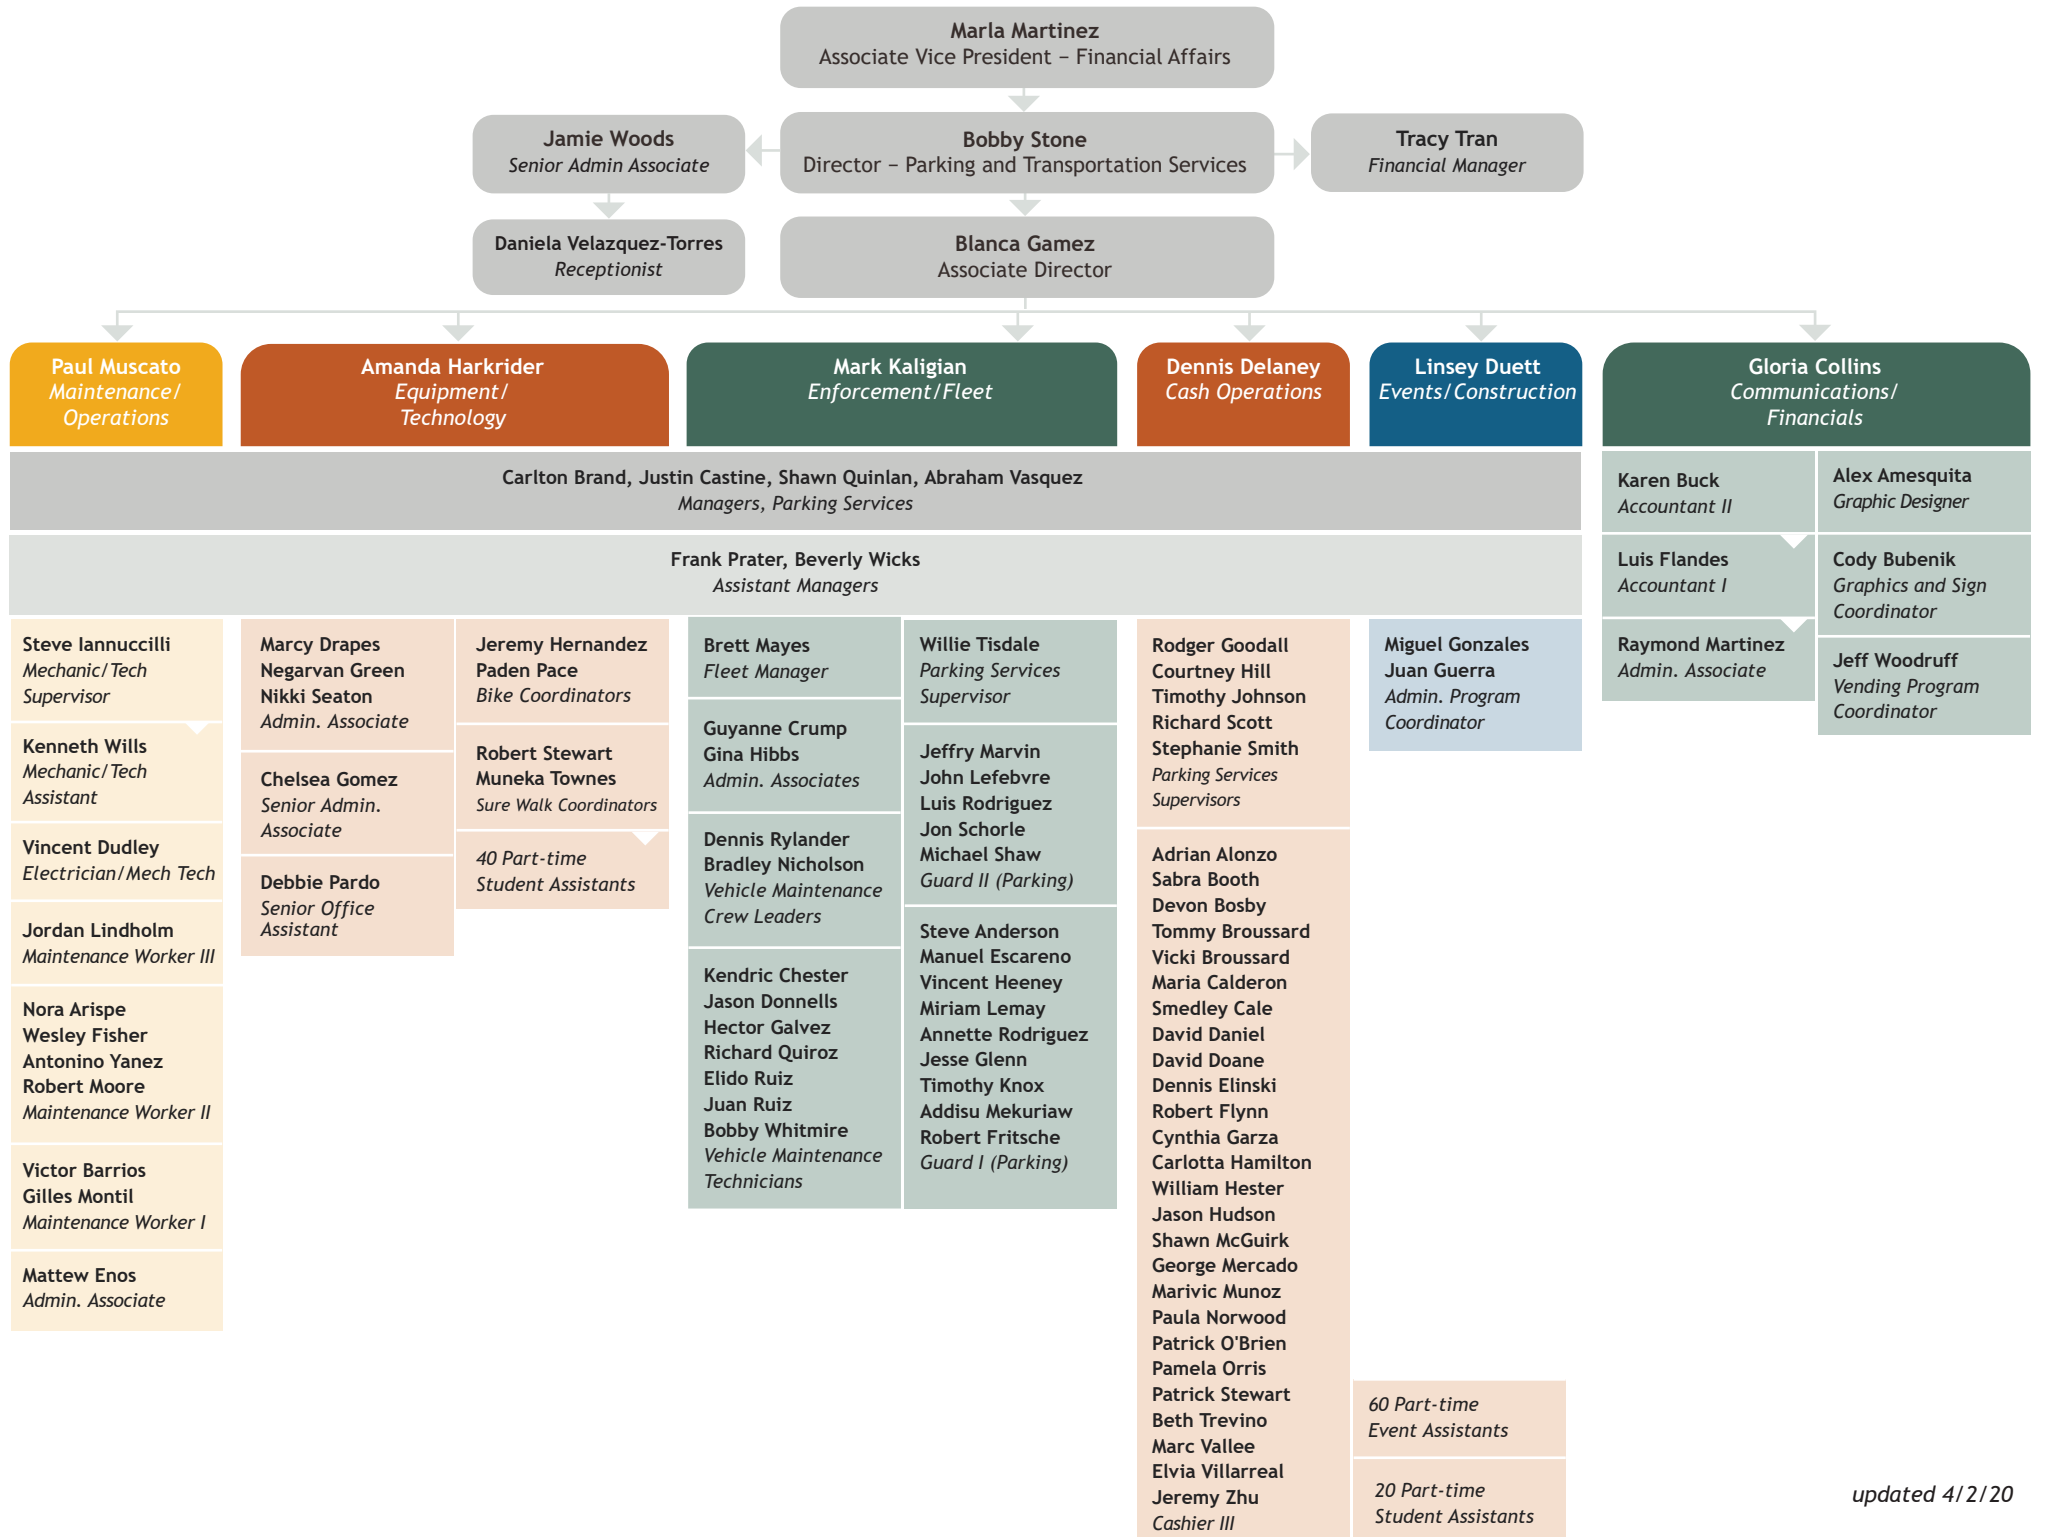 Marla Martinez
Associate Vice President – Financial Affairs
Jamie Woods
Senior Admin Associate
Bobby Stone
Director – Parking and Transportation Services
Tracy Tran
Financial Manager
Daniela Velazquez-Torres
Receptionist
Blanca Gamez
Associate Director
Paul Muscato
Maintenance/
Operations
Amanda Harkrider
Equipment/
Technology
Mark Kaligian
Enforcement/Fleet
Dennis Delaney
Cash Operations
Linsey Duett
Events/Construction
Gloria Collins
Communications/
Financials
Carlton Brand, Justin Castine, Shawn Quinlan, Abraham Vasquez
Managers, Parking Services
Frank Prater, Beverly Wicks
Assistant Managers
Steve Iannuccilli
Mechanic/Tech
Supervisor
Kenneth Wills
Mechanic/Tech
Assistant
Vincent Dudley
Electrician/Mech Tech
Jordan Lindholm
Maintenance Worker III
Nora Arispe
Wesley Fisher
Antonino Yanez
Robert Moore
Maintenance Worker II
Victor Barrios
Gilles Montil
Maintenance Worker I
Mattew Enos
Admin. Associate
Marcy Drapes
Negarvan Green
Nikki Seaton
Admin. Associate
Chelsea Gomez
Senior Admin.
Associate
Debbie Pardo
Senior Office
Assistant
Jeremy Hernandez
Paden Pace
Bike Coordinators
Robert Stewart
Muneka Townes
Sure Walk Coordinators
40 Part-time
Student Assistants
Brett Mayes
Fleet Manager
Guyanne Crump
Gina Hibbs
Admin. Associates
Dennis Rylander
Bradley Nicholson
Vehicle Maintenance
Crew Leaders
Kendric Chester
Jason Donnells
Hector Galvez
Richard Quiroz
Elido Ruiz
Juan Ruiz
Bobby Whitmire
Vehicle Maintenance
Technicians
Willie Tisdale
Parking Services
Supervisor
Jeffry Marvin
John Lefebvre
Luis Rodriguez
Jon Schorle
Michael Shaw
Guard II (Parking)
Steve Anderson
Manuel Escareno
Vincent Heeney
Miriam Lemay
Annette Rodriguez
Jesse Glenn
Timothy Knox
Addisu Mekuriaw
Robert Fritsche
Guard I (Parking)
Rodger Goodall
Courtney Hill
Timothy Johnson
Richard Scott
Stephanie Smith
Parking Services
Supervisors
Adrian Alonzo
Sabra Booth
Devon Bosby
Tommy Broussard
Vicki Broussard
Maria Calderon
Smedley Cale
David Daniel
David Doane
Dennis Elinski
Robert Flynn
Cynthia Garza
Carlotta Hamilton
William Hester
Jason Hudson
Shawn McGuirk
George Mercado
Marivic Munoz
Paula Norwood
Patrick O'Brien
Pamela Orris
Patrick Stewart
Beth Trevino
Marc Vallee
Elvia Villarreal
Jeremy Zhu
Cashier III
Miguel Gonzales
Juan Guerra
Admin. Program
Coordinator
60 Part-time
Event Assistants
20 Part-time
Student Assistants
Karen Buck
Accountant II
Luis Flandes
Accountant I
Raymond Martinez
Admin. Associate
Alex Amesquita
Graphic Designer
Cody Bubenik
Graphics and Sign
Coordinator
Jeff Woodruff
Vending Program
Coordinator
updated 4/2/20